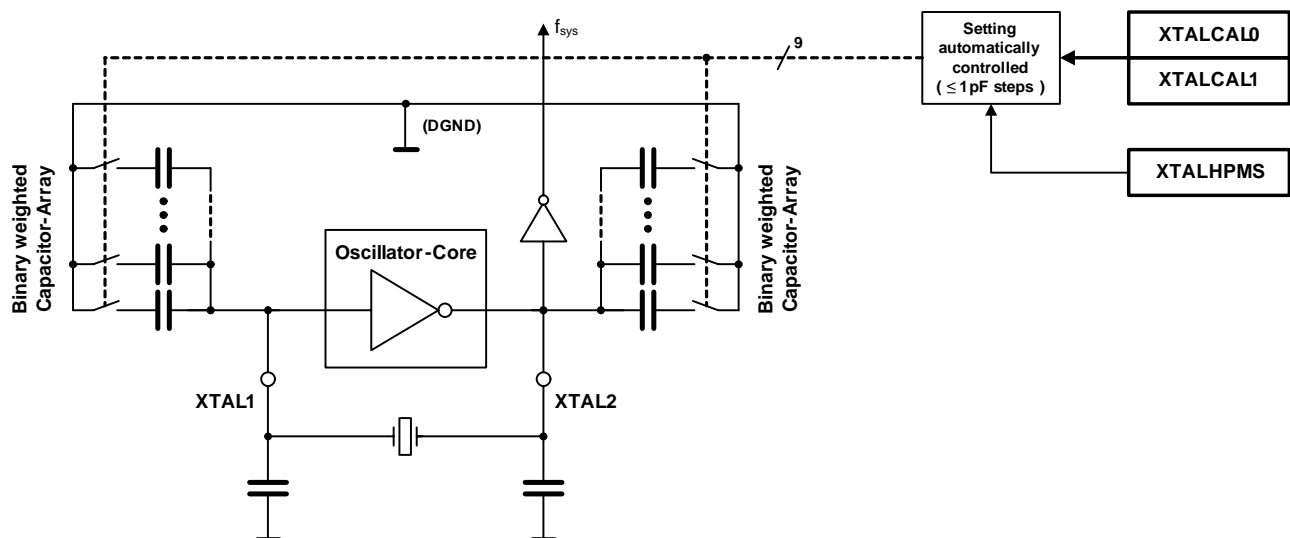 f_sys
9
Setting
automatically
controlled
( ≤ 1pF steps )
XTALCAL0
XTALCAL1
XTALHPMS
(DGND)
Binary weighted
Capacitor-Array
Oscillator-Core
Binary weighted
Capacitor-Array
XTAL1
XTAL2